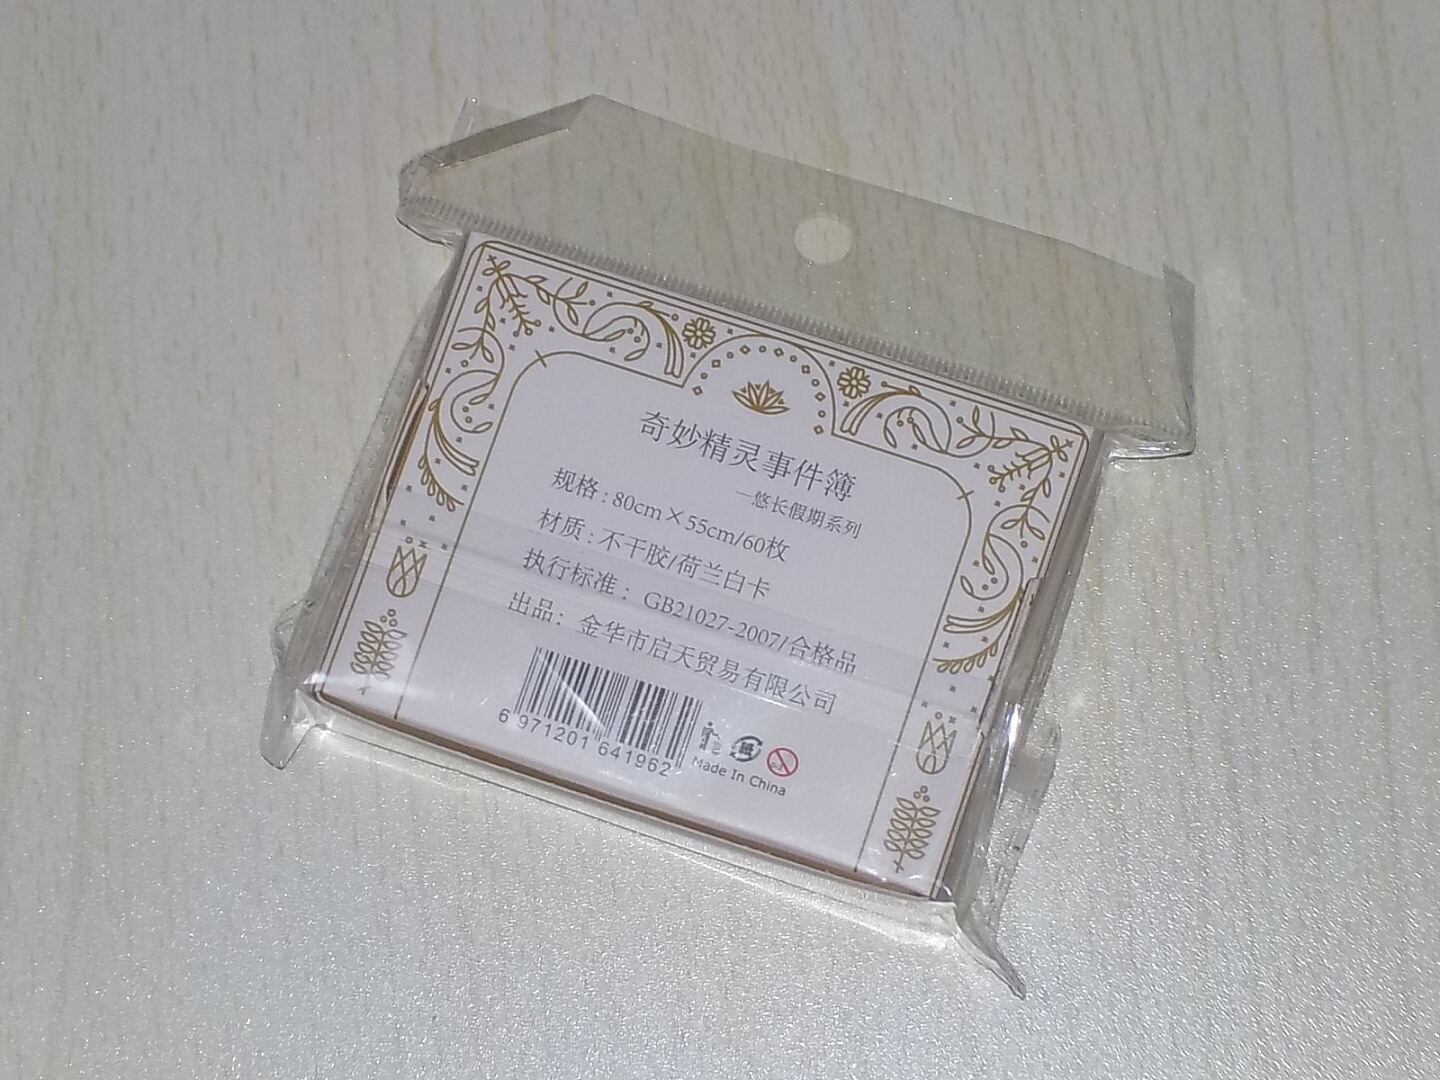 奇妙精灵事件簿
—悠长假期系列
规格：80cm×55cm/60枚
材质：不干胶/荷兰白卡
执行标准：GB21027-2007/合格品
出品：金华市启天贸易有限公司
6 971201 641962
0-3
Made In China